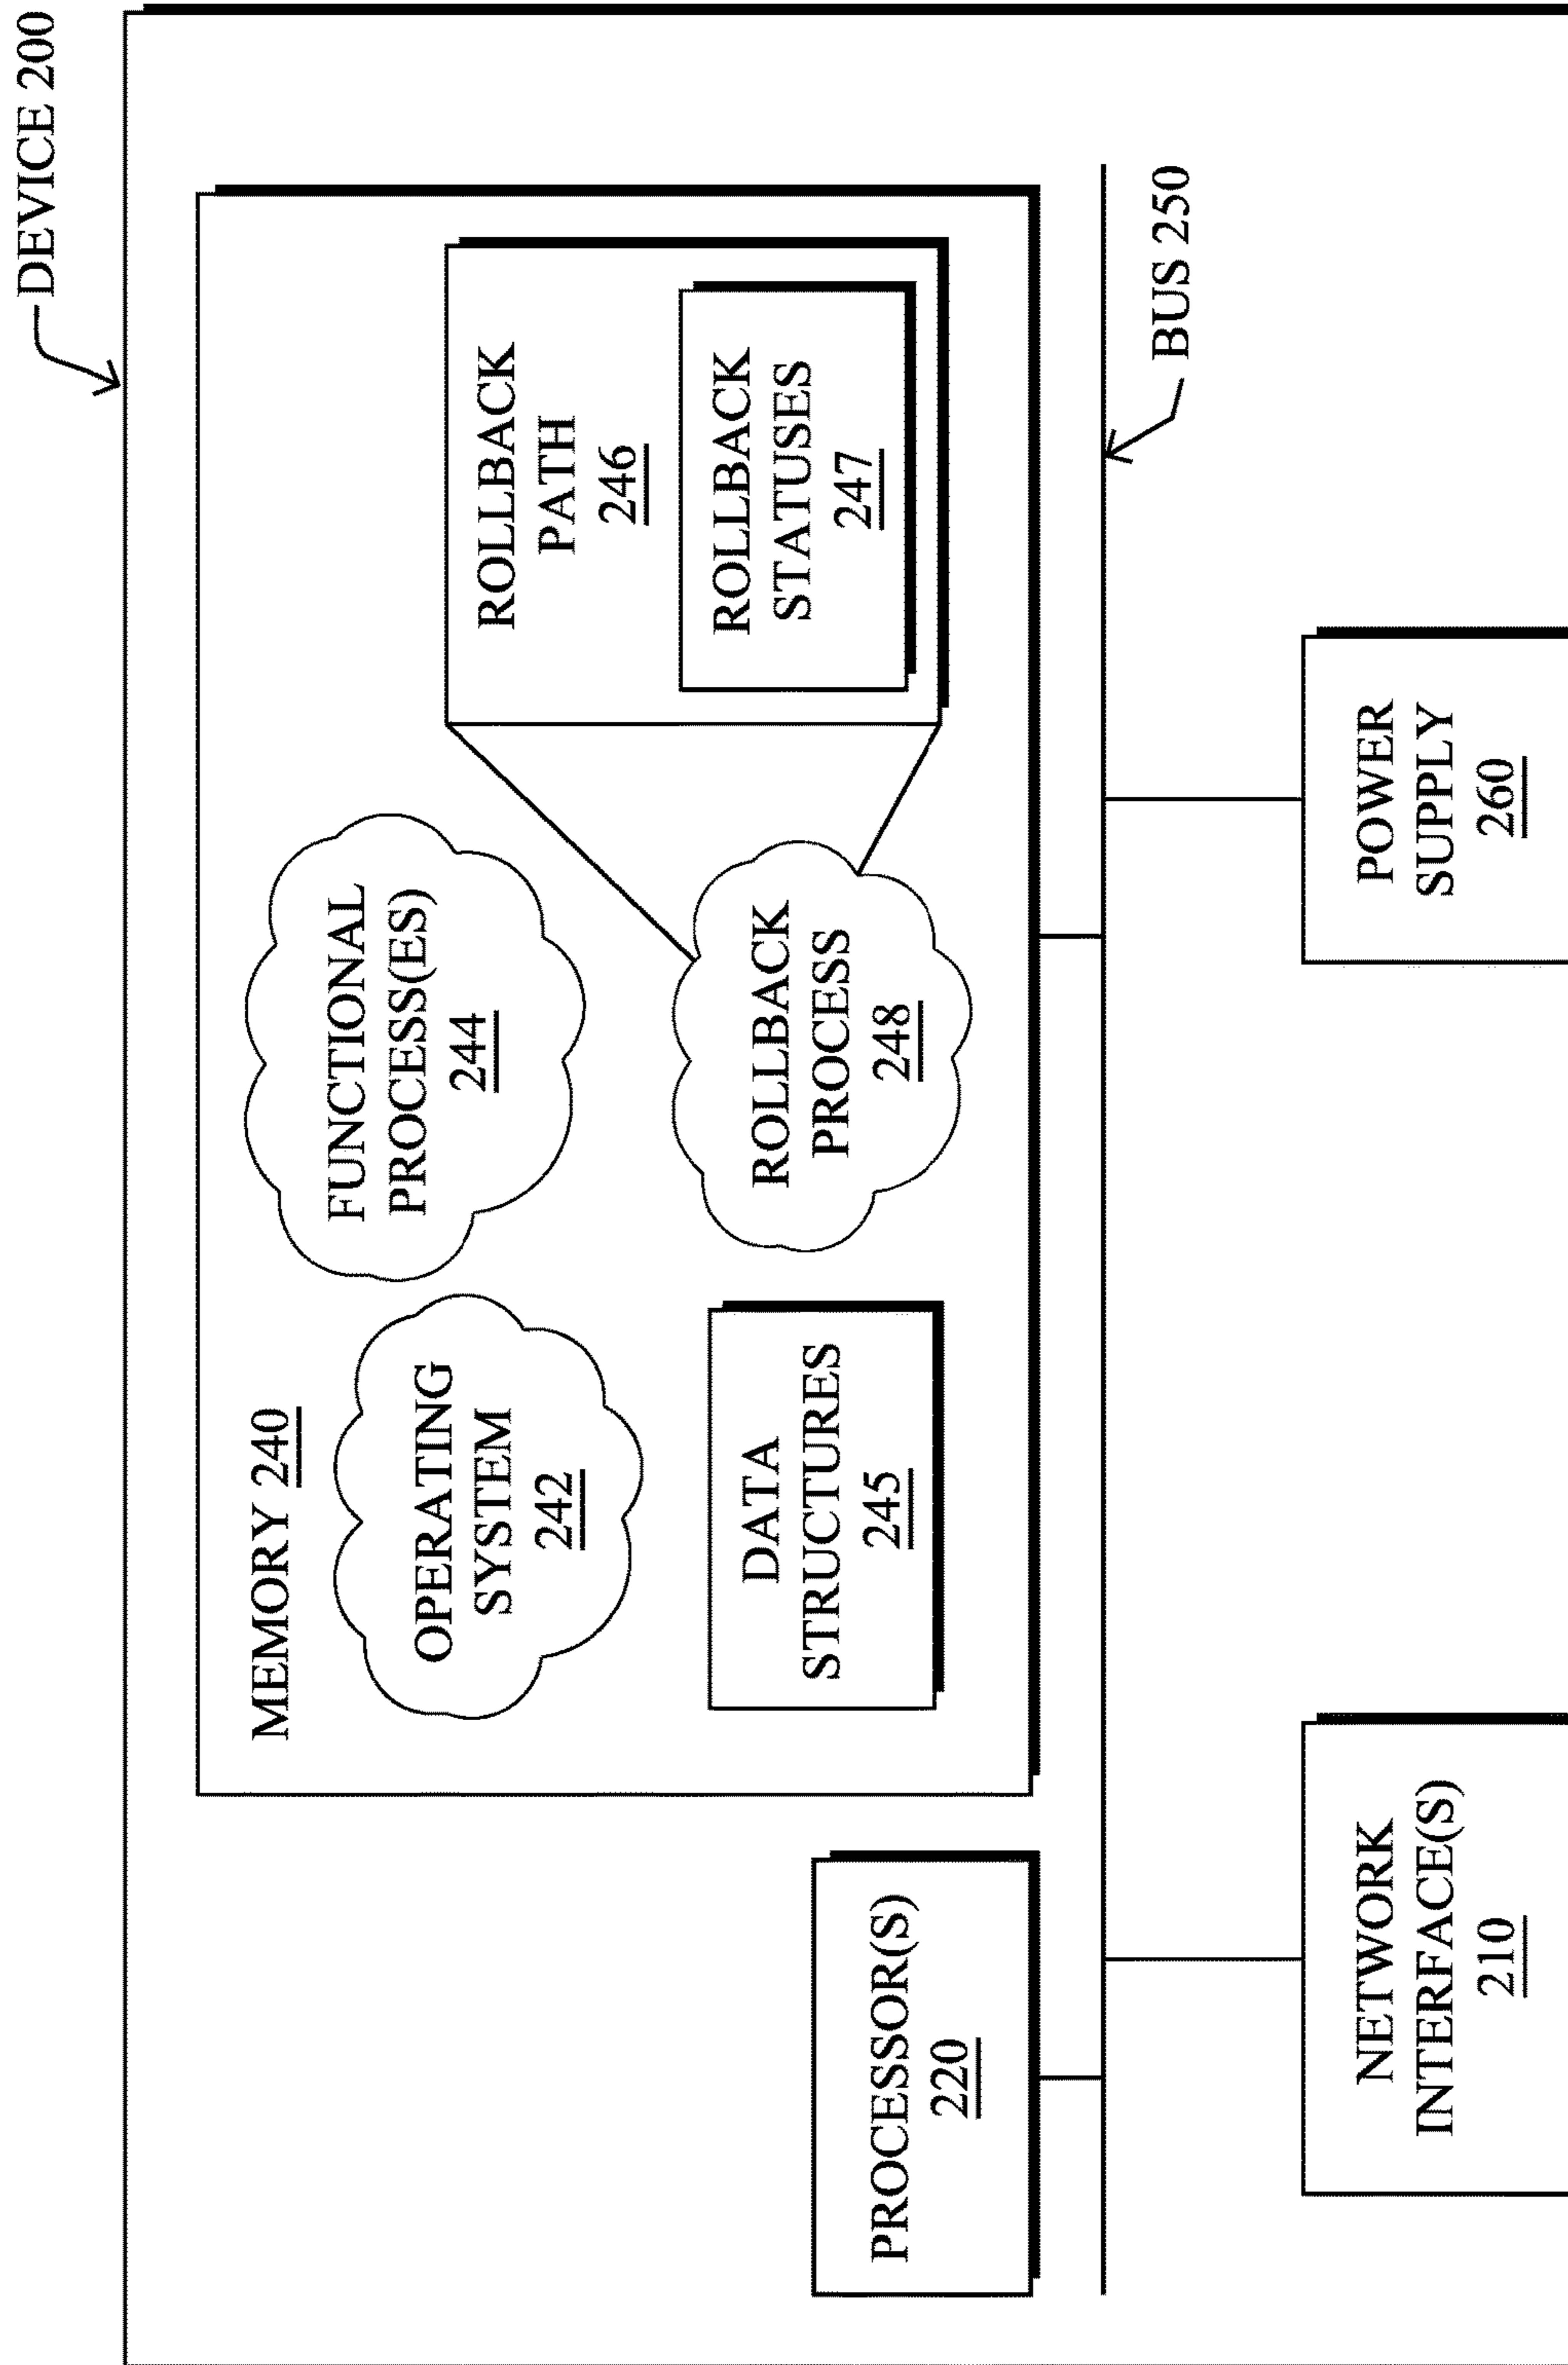 DEVICE 200
MEMORY 240
OPERATING
SYSTEM
242
FUNCTIONAL
PROCESS(ES)
244
ROLLBACK
PATH
246
ROLLBACK
STATUSES
247
DATA
STRUCTURES
245
ROLLBACK
PROCESS
248
PROCESSOR(S)
220
BUS 250
NETWORK
INTERFACE(S)
210
POWER
SUPPLY
260